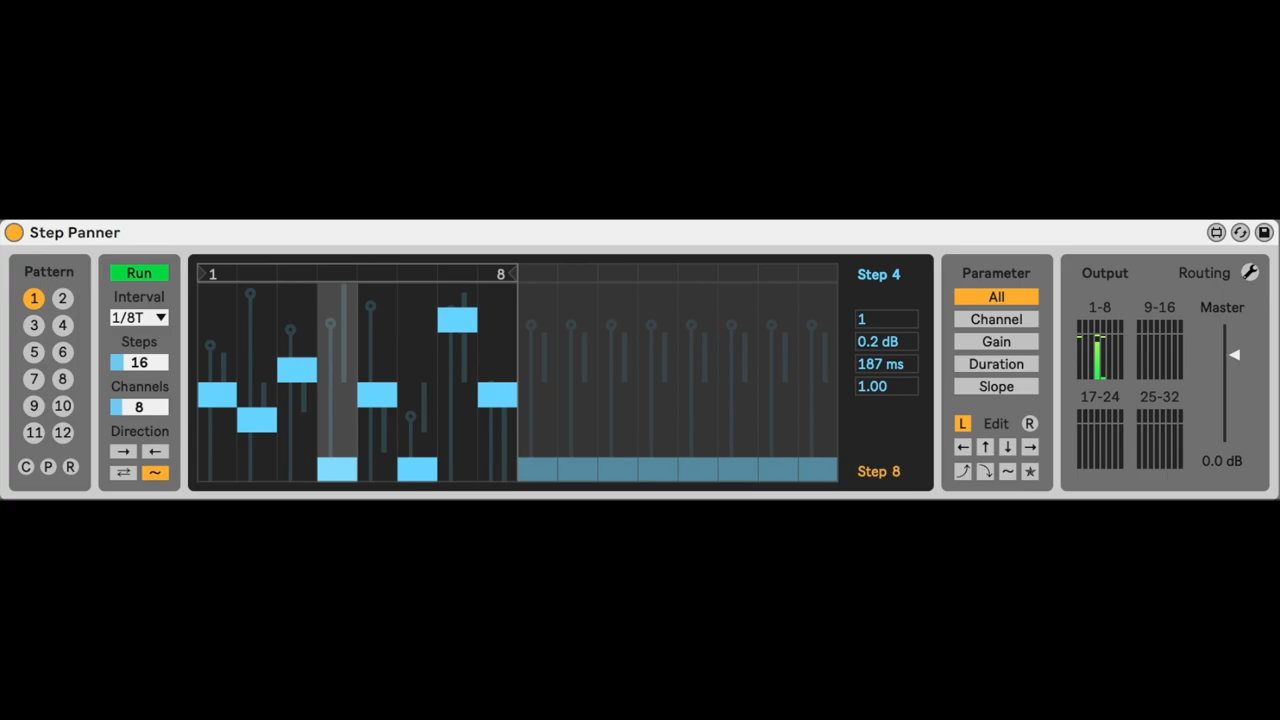 Step Panner
Pattern
1 2
3 4
5 6
7 8
9 10
11 12
C P R
Run
Interval
1/8T
Steps
16
Channels
8
Direction
1 8
Step 4
1
0.2 dB
187 ms
1.00
Step 8
Parameter
All
Channel
Gain
Duration
Slope
L Edit R
Output Routing
1-8 9-16 Master
17-24 25-32
0.0 dB